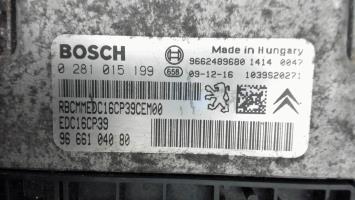 BOSCH
Made in Hungary
0 281 015 199
9662489680 1414 0047
658 09-12-16 1039S20271
RBCMMEDC16CP39CEM00
EDC16CP39
96 661 040 80